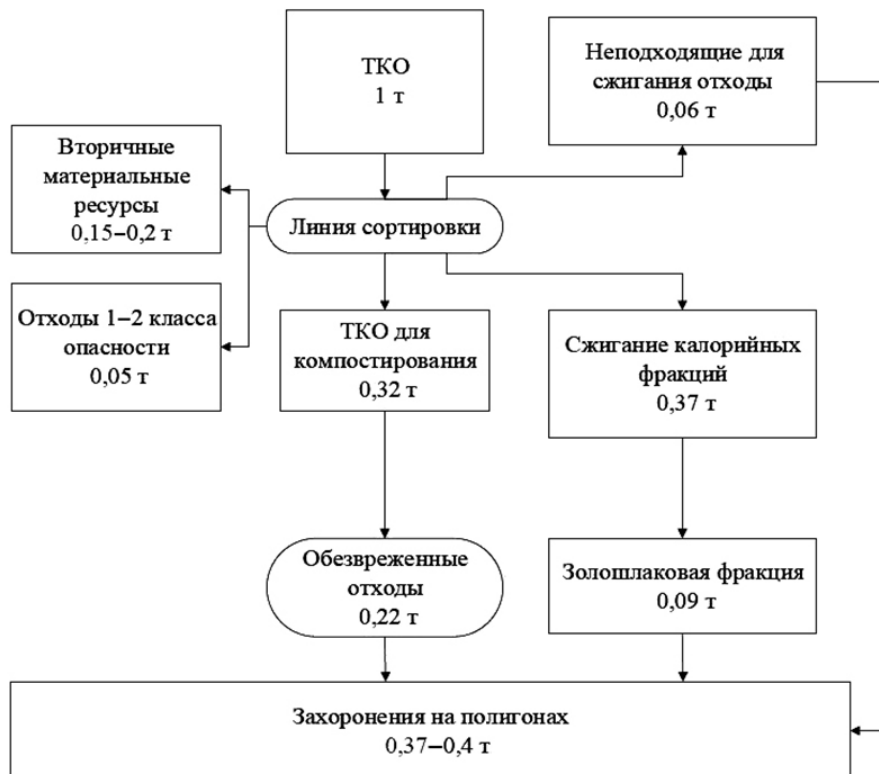 ТКО
1 т
Неподходящие для
сжигания отходы
0,06 т
Вторичные
материальные
ресурсы
0,15–0,2 т
Линия сортировки
Отходы 1–2 класса
опасности
0,05 т
ТКО для
компостирования
0,32 т
Сжигание калорийных
фракций
0,37 т
Обезвреженные
отходы
0,22 т
Золошлаковая фракция
0,09 т
Захоронения на полигонах
0,37–0,4 т